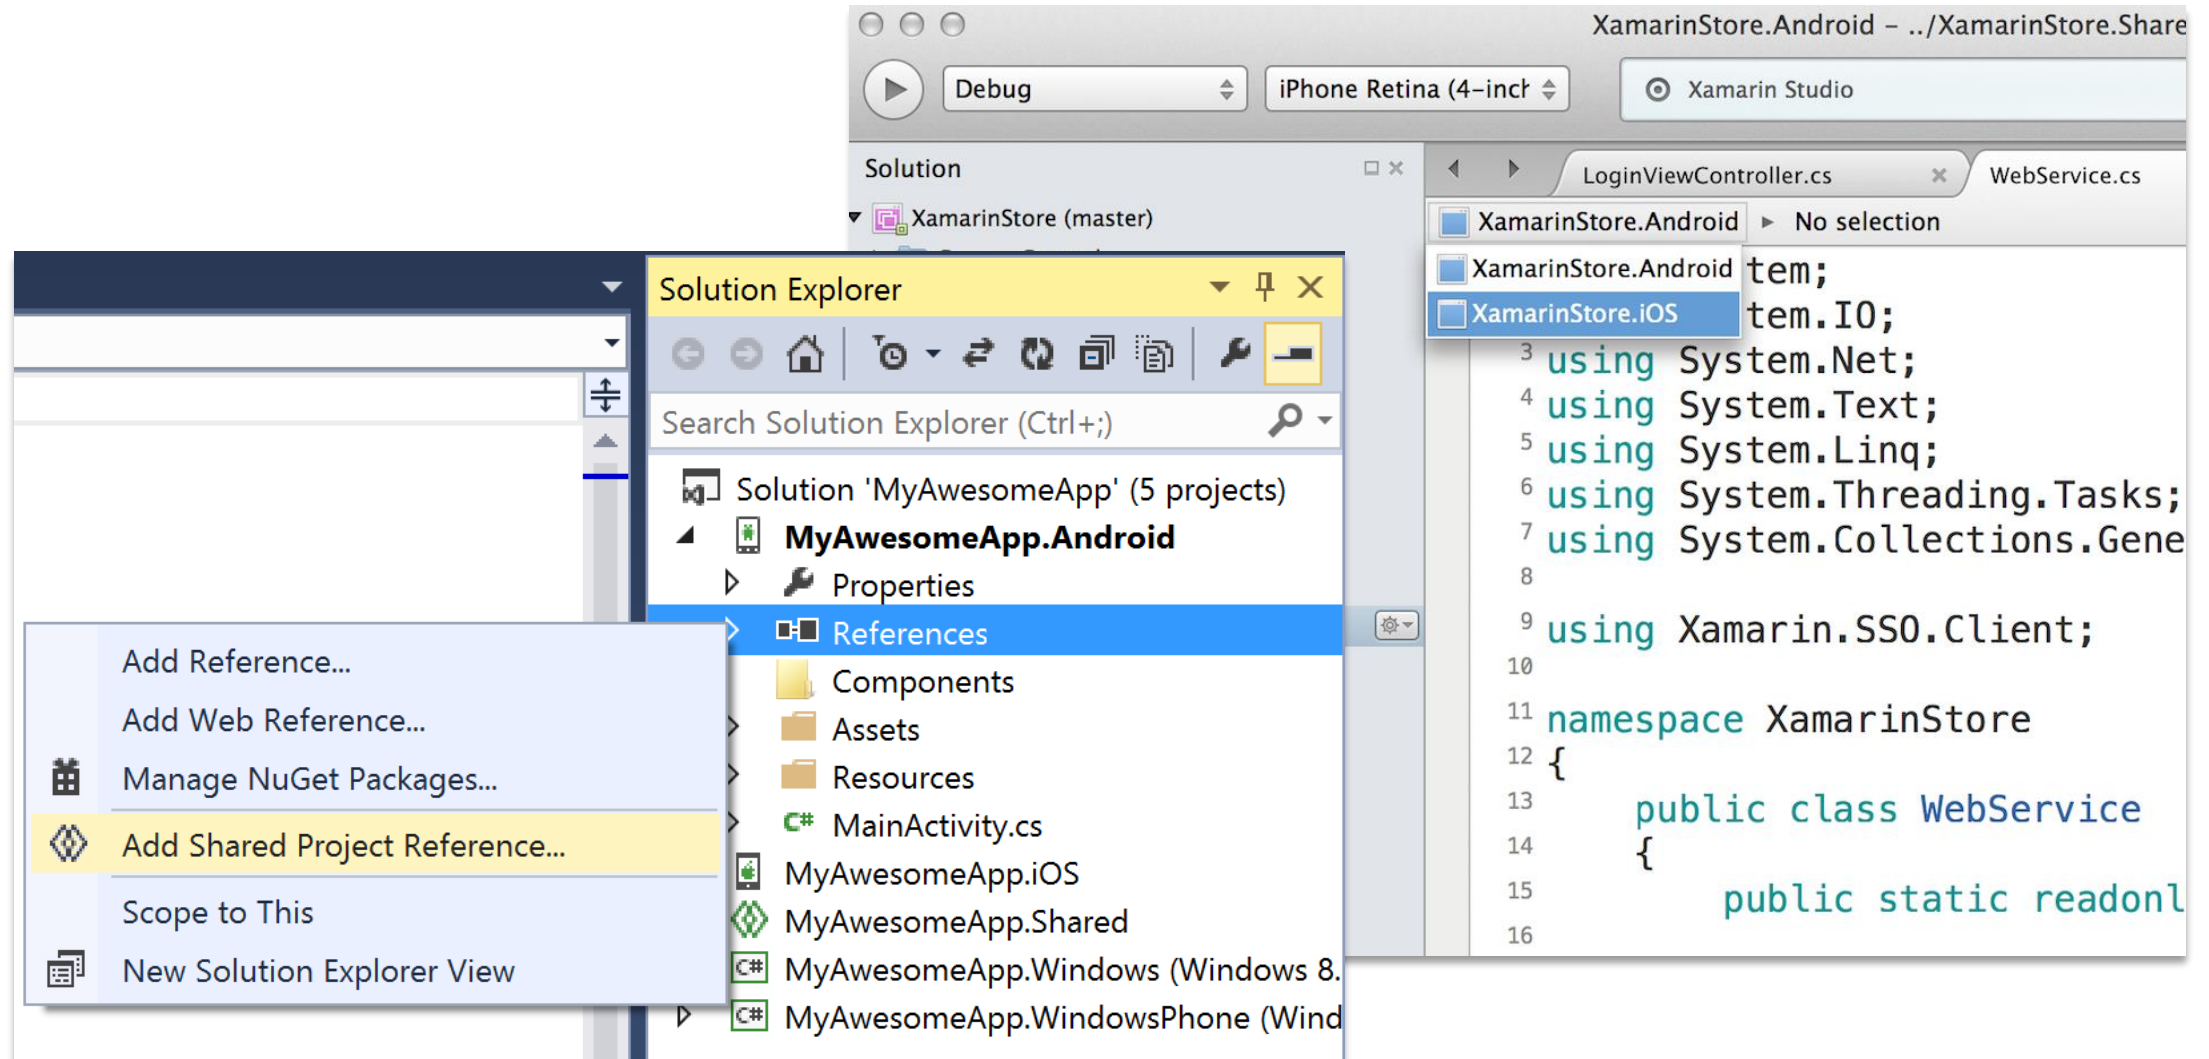 XamarinStore.Android – ../XamarinStore.Share
Debug
iPhone Retina (4-inch
Xamarin Studio
Solution
LoginViewController.cs
WebService.cs
XamarinStore (master)
XamarinStore.Android
No selection
XamarinStore.Android
XamarinStore.iOS
tem;
tem.IO;
3 using System.Net;
4 using System.Text;
5 using System.Linq;
6 using System.Threading.Tasks;
7 using System.Collections.Gene
8
9 using Xamarin.SSO.Client;
10
11 namespace XamarinStore
12 {
13 public class WebService
14 {
15 public static readonl
16
Solution Explorer
Search Solution Explorer (Ctrl+;)
Solution 'MyAwesomeApp' (5 projects)
MyAwesomeApp.Android
Properties
References
Components
Assets
Resources
C# MainActivity.cs
MyAwesomeApp.iOS
MyAwesomeApp.Shared
C# MyAwesomeApp.Windows (Windows 8.
C# MyAwesomeApp.WindowsPhone (Wind
Add Reference...
Add Web Reference...
Manage NuGet Packages...
Add Shared Project Reference...
Scope to This
New Solution Explorer View